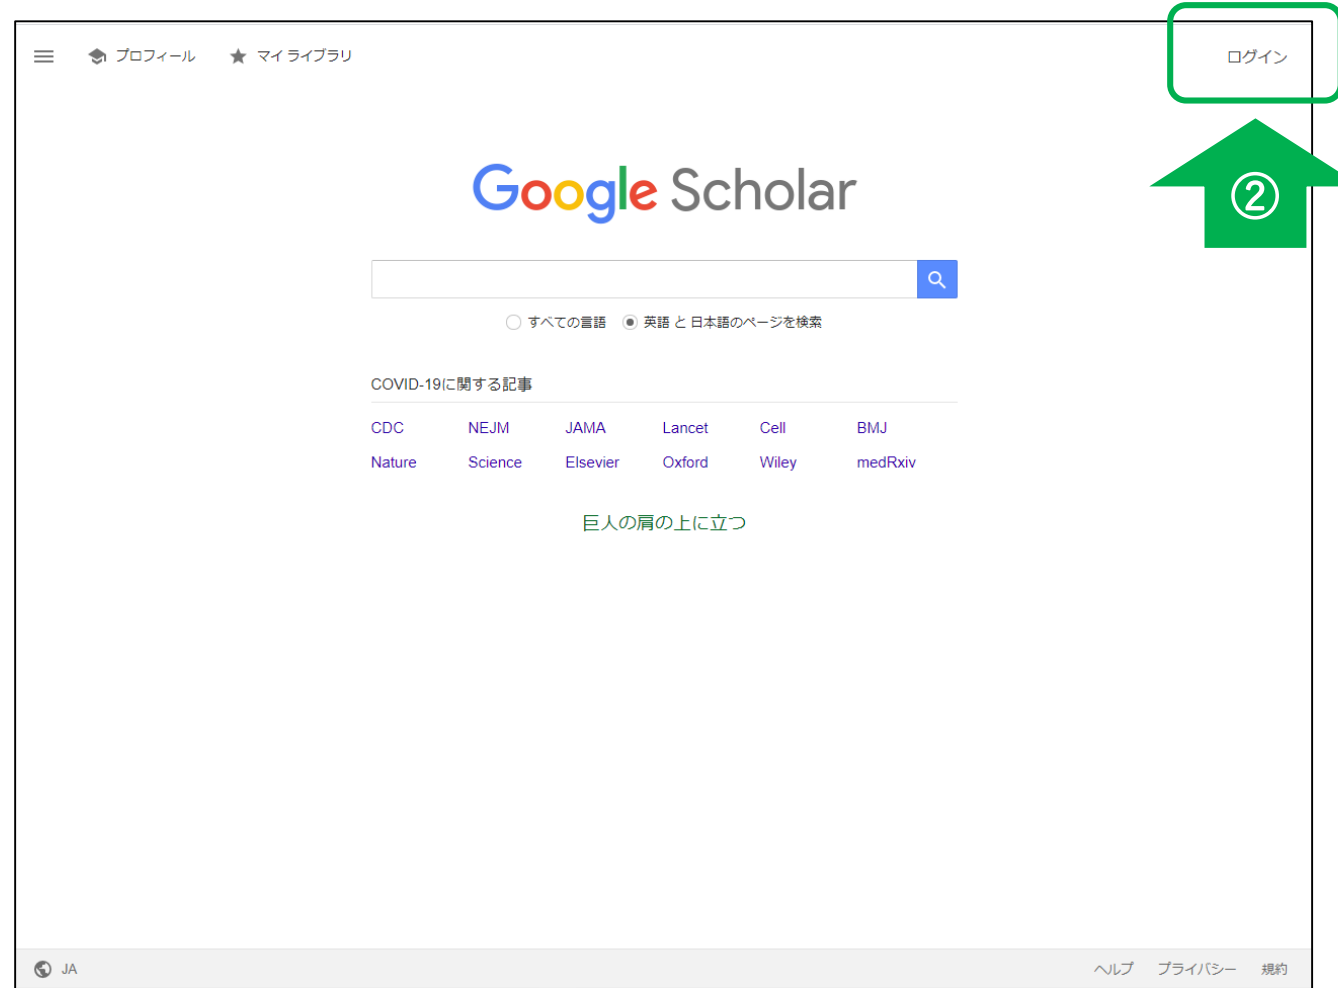 プロフィール マイ ライブラリ ログイン
②
Google Scholar
すべての言語 英語 と 日本語のページを検索
COVID-19に関する記事
CDC NEJM JAMA Lancet Cell BMJ
Nature Science Elsevier Oxford Wiley medRxiv
巨人の肩の上に立つ
JA ヘルプ プライバシー 規約